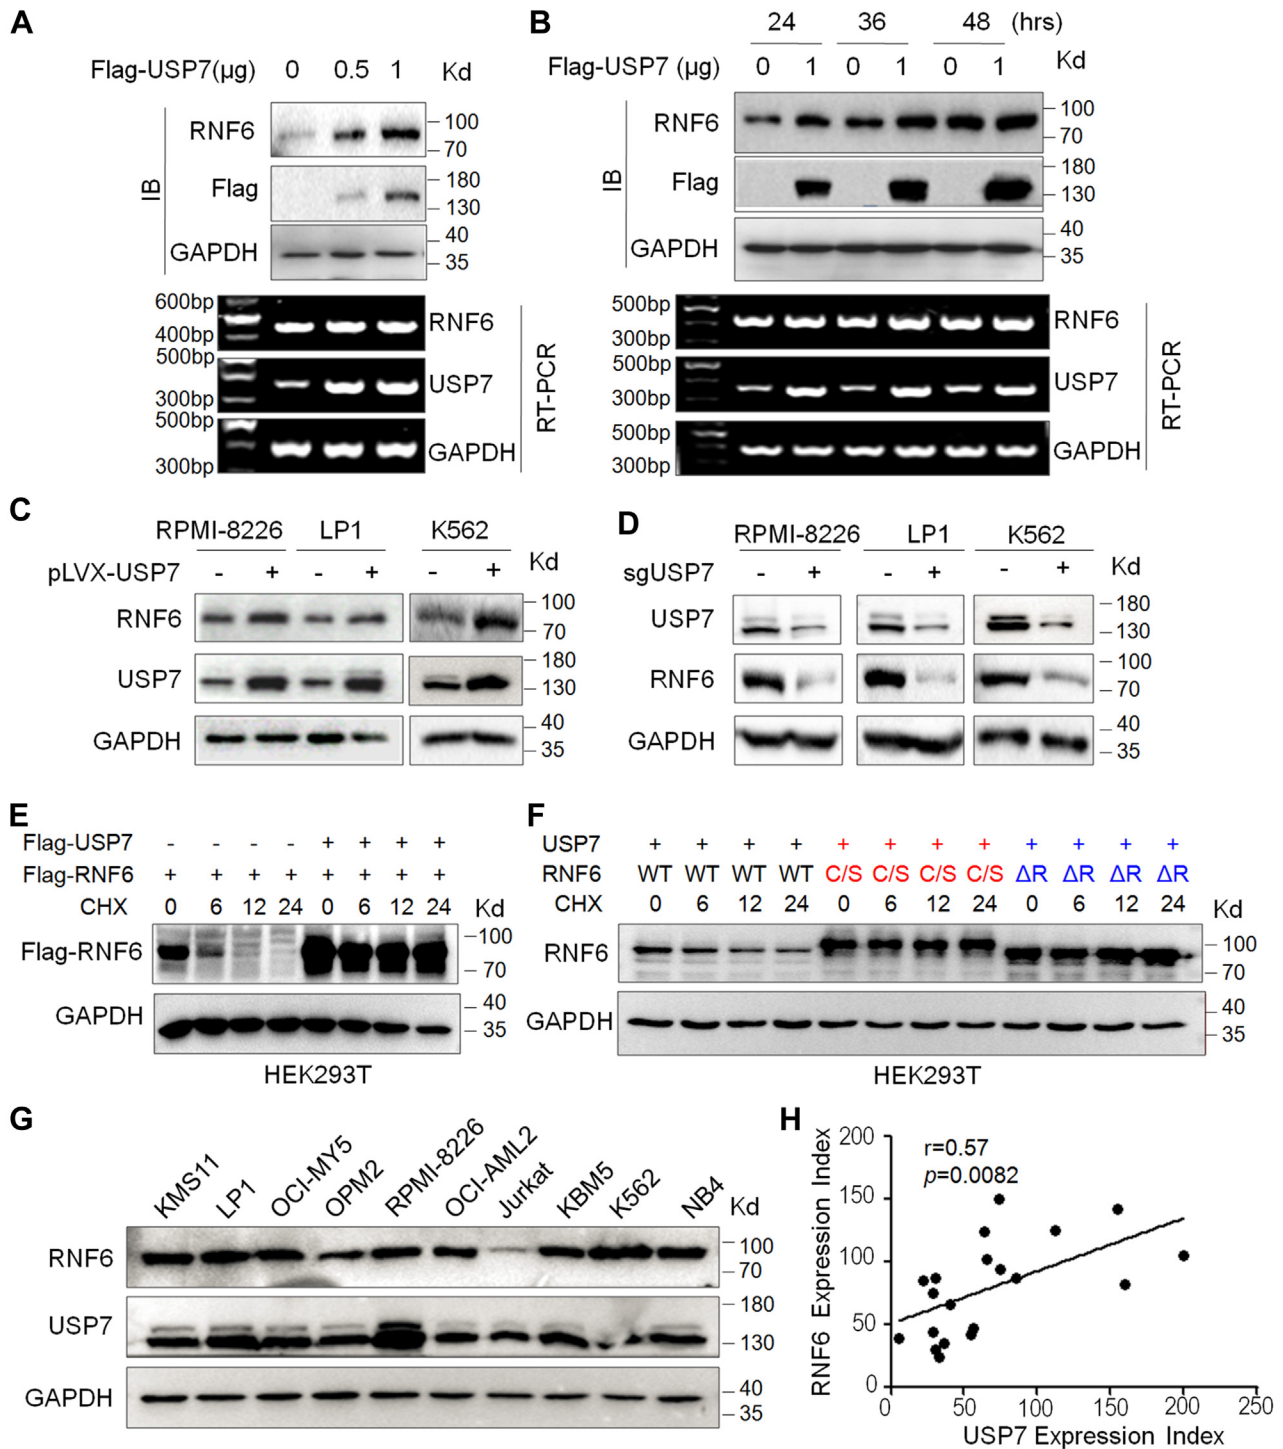 A
Flag-USP7(μg) 0 0.5 1 Kd
IB
RNF6 100
70
Flag 180
130
GAPDH 40
35
600bp
400bp RNF6
500bp
300bp USP7
500bp
300bp GAPDH
RT-PCR
B
24 36 48 (hrs)
Flag-USP7 (μg) 0 1 0 1 0 1 Kd
IB
RNF6 100
70
Flag 180
130
GAPDH 40
35
500bp
300bp RNF6
500bp
300bp USP7
500bp
300bp GAPDH
RT-PCR
C
RPMI-8226 LP1 K562
pLVX-USP7 - + - + - + Kd
RNF6 100
70
USP7 180
130
GAPDH 40
35
D
RPMI-8226 LP1 K562
sgUSP7 - + - + - + Kd
USP7 180
130
RNF6 100
70
GAPDH 40
35
E
Flag-USP7 - - - - + + + +
Flag-RNF6 + + + + + + + +
CHX 0 6 12 24 0 6 12 24 Kd
Flag-RNF6 100
70
GAPDH 40
35
HEK293T
F
USP7 + + + + + + + + + + + +
RNF6 WT WT WT WT C/S C/S C/S C/S ΔR ΔR ΔR ΔR
CHX 0 6 12 24 0 6 12 24 0 6 12 24 Kd
RNF6 100
70
GAPDH 40
35
HEK293T
G
KMS11 LP1 OCI-MY5 OPM2 RPMI-8226 OCI-AML2 Jurkat KBM5 K562 NB4 Kd
RNF6 100
70
USP7 180
130
GAPDH 40
35
H
RNF6 Expression Index
200
150
100
50
0
r=0.57
p=0.0082
0 50 100 150 200 250
USP7 Expression Index